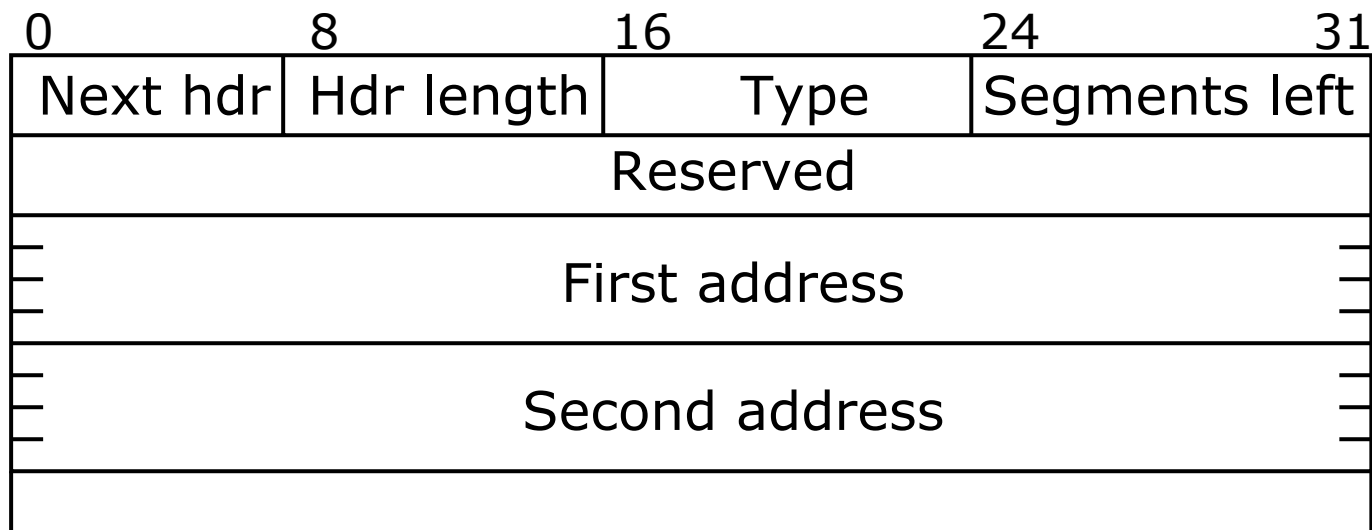 0 8 16 24 31
Next hdr Hdr length Type Segments left
Reserved
First address
Second address